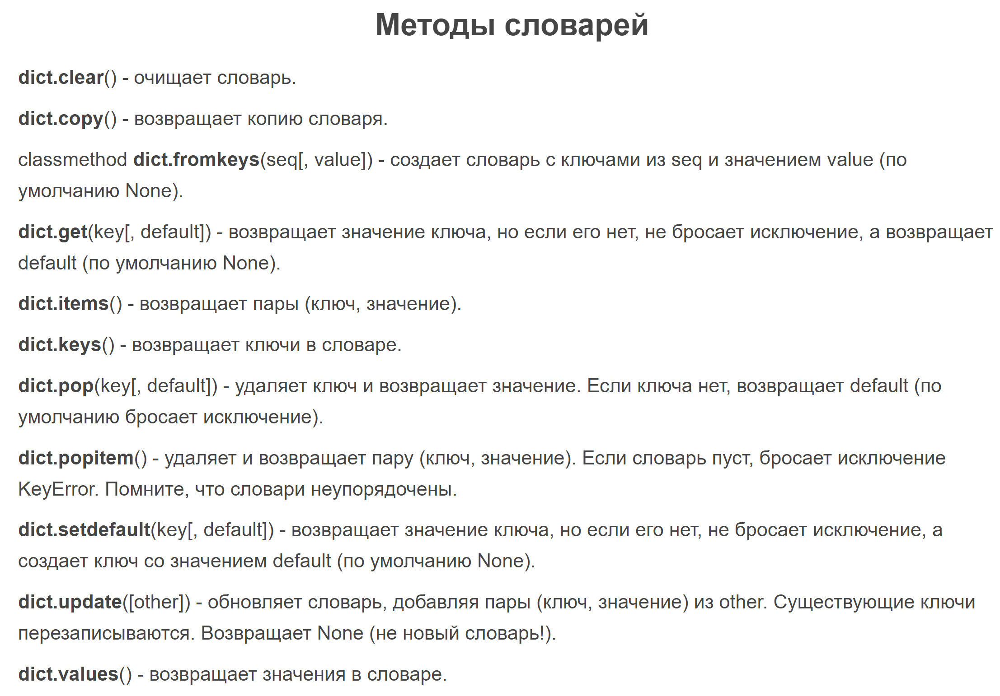 Методы словарей
dict.clear() - очищает словарь.
dict.copy() - возвращает копию словаря.
classmethod dict.fromkeys(seq[, value]) - создает словарь с ключами из seq и значением value (по
умолчанию None).
dict.get(key[, default]) - возвращает значение ключа, но если его нет, не бросает исключение, а возвращает
default (по умолчанию None).
dict.items() - возвращает пары (ключ, значение).
dict.keys() - возвращает ключи в словаре.
dict.pop(key[, default]) - удаляет ключ и возвращает значение. Если ключа нет, возвращает default (по
умолчанию бросает исключение).
dict.popitem() - удаляет и возвращает пару (ключ, значение). Если словарь пуст, бросает исключение
KeyError. Помните, что словари неупорядочены.
dict.setdefault(key[, default]) - возвращает значение ключа, но если его нет, не бросает исключение, а
создает ключ со значением default (по умолчанию None).
dict.update([other]) - обновляет словарь, добавляя пары (ключ, значение) из other. Существующие ключи
перезаписываются. Возвращает None (не новый словарь!).
dict.values() - возвращает значения в словаре.